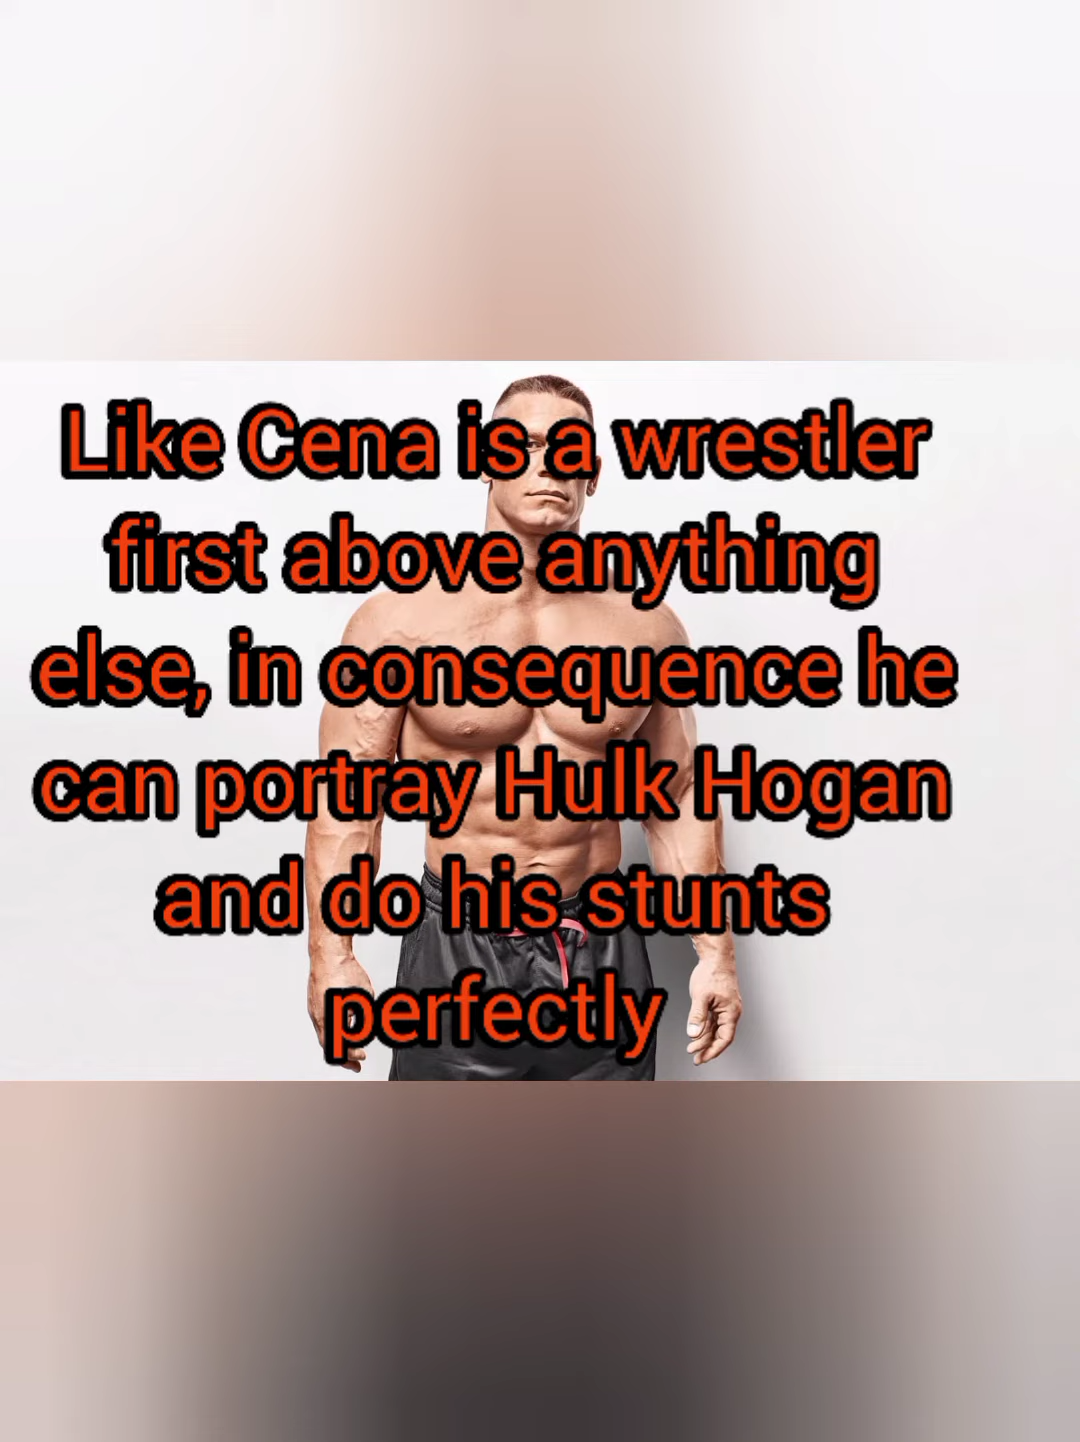 Like Cena is a wrestler
first above anything
else, in consequence he
can portray Hulk Hogan
and do his stunts
perfectly